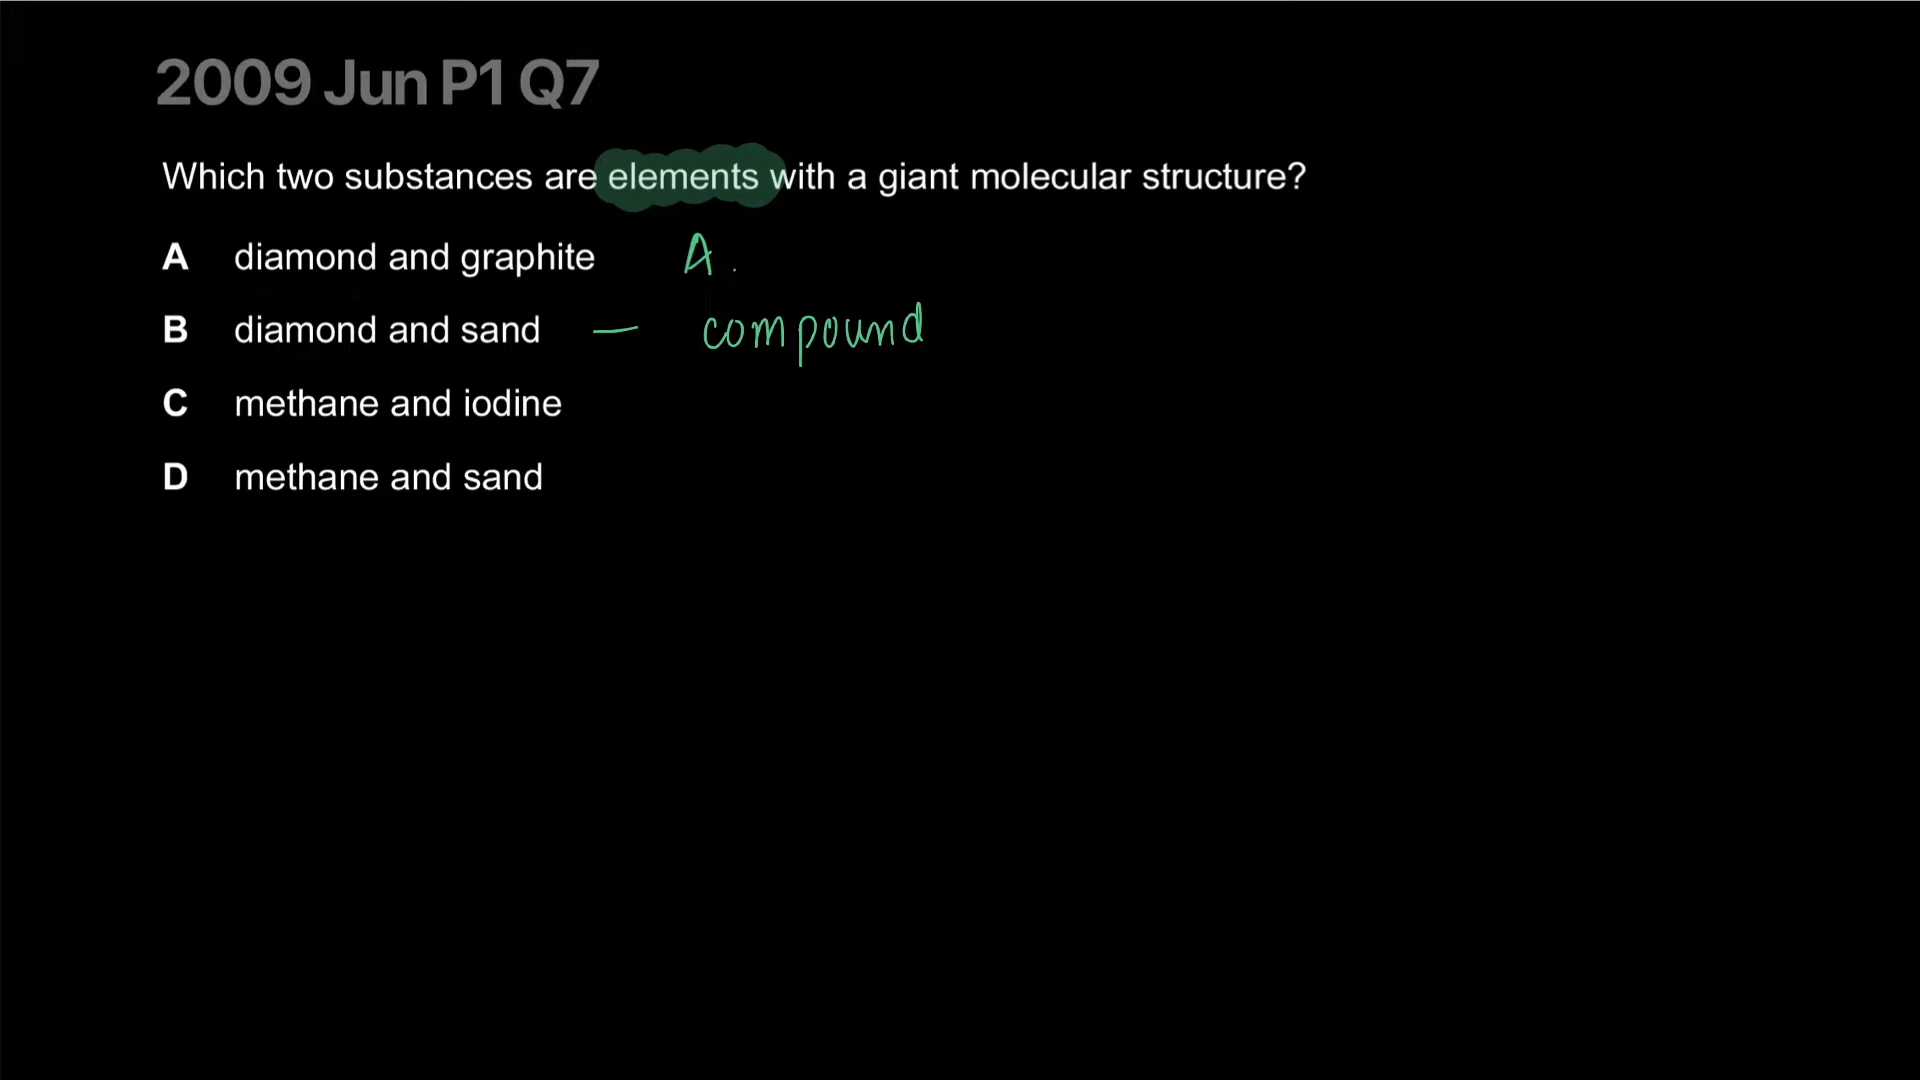 2009 Jun P1 Q7
Which two substances are elements with a giant molecular structure?
A diamond and graphite A.
B diamond and sand — compound
C methane and iodine
D methane and sand